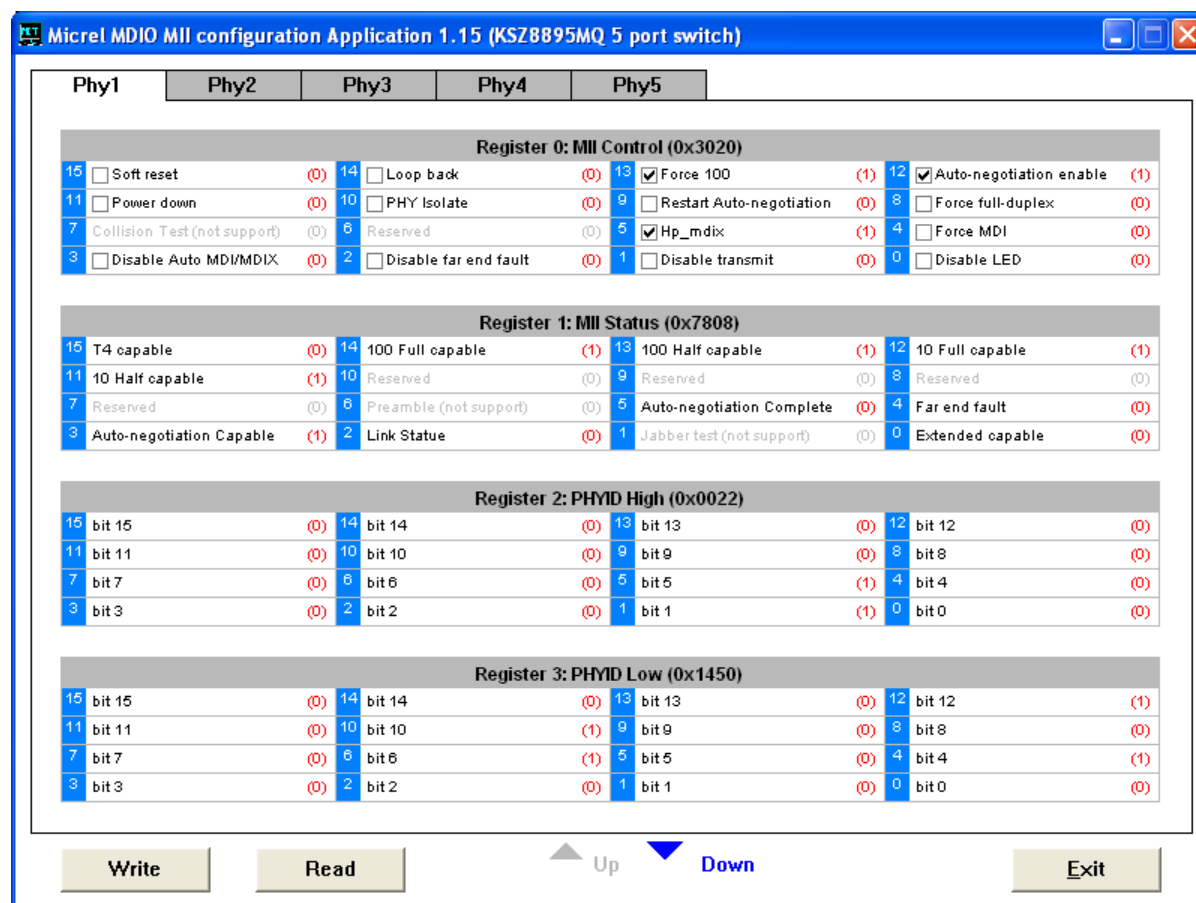 Micrel MDIO MII configuration Application 1.15 (KSZ8895MQ 5 port switch)
Phy1 Phy2 Phy3 Phy4 Phy5
Register 0: MII Control (0x3020)
15 Soft reset (0) 14 Loop back (0) 13 Force 100 (1) 12 Auto-negotiation enable (1)
11 Power down (0) 10 PHY Isolate (0) 9 Restart Auto-negotiation (0) 8 Force full-duplex (0)
7 Collision Test (not support) (0) 6 Reserved (0) 5 Hp_mdix (1) 4 Force MDI (0)
3 Disable Auto MDI/MDIX (0) 2 Disable far end fault (0) 1 Disable transmit (0) 0 Disable LED (0)
Register 1: MII Status (0x7808)
15 T4 capable (0) 14 100 Full capable (1) 13 100 Half capable (1) 12 10 Full capable (1)
11 10 Half capable (1) 10 Reserved (0) 9 Reserved (0) 8 Reserved (0)
7 Reserved (0) 6 Preamble (not support) (0) 5 Auto-negotiation Complete (0) 4 Far end fault (0)
3 Auto-negotiation Capable (1) 2 Link Statue (0) 1 Jabber test (not support) (0) 0 Extended capable (0)
Register 2: PHYID High (0x0022)
15 bit 15 (0) 14 bit 14 (0) 13 bit 13 (0) 12 bit 12 (0)
11 bit 11 (0) 10 bit 10 (0) 9 bit 9 (0) 8 bit 8 (0)
7 bit 7 (0) 6 bit 6 (0) 5 bit 5 (1) 4 bit 4 (0)
3 bit 3 (0) 2 bit 2 (0) 1 bit 1 (1) 0 bit 0 (0)
Register 3: PHYID Low (0x1450)
15 bit 15 (0) 14 bit 14 (0) 13 bit 13 (0) 12 bit 12 (1)
11 bit 11 (0) 10 bit 10 (1) 9 bit 9 (0) 8 bit 8 (0)
7 bit 7 (0) 6 bit 6 (1) 5 bit 5 (0) 4 bit 4 (1)
3 bit 3 (0) 2 bit 2 (0) 1 bit 1 (0) 0 bit 0 (0)
Write Read Up Down Exit